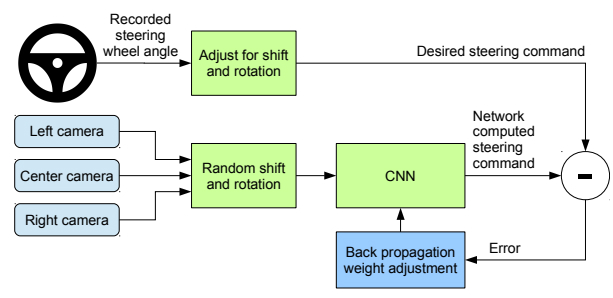 Recorded
steering
wheel angle
Adjust for shift
and rotation
Desired steering command
Left camera
Center camera
Right camera
Random shift
and rotation
CNN
Network
computed
steering
command
-
Back propagation
weight adjustment
Error